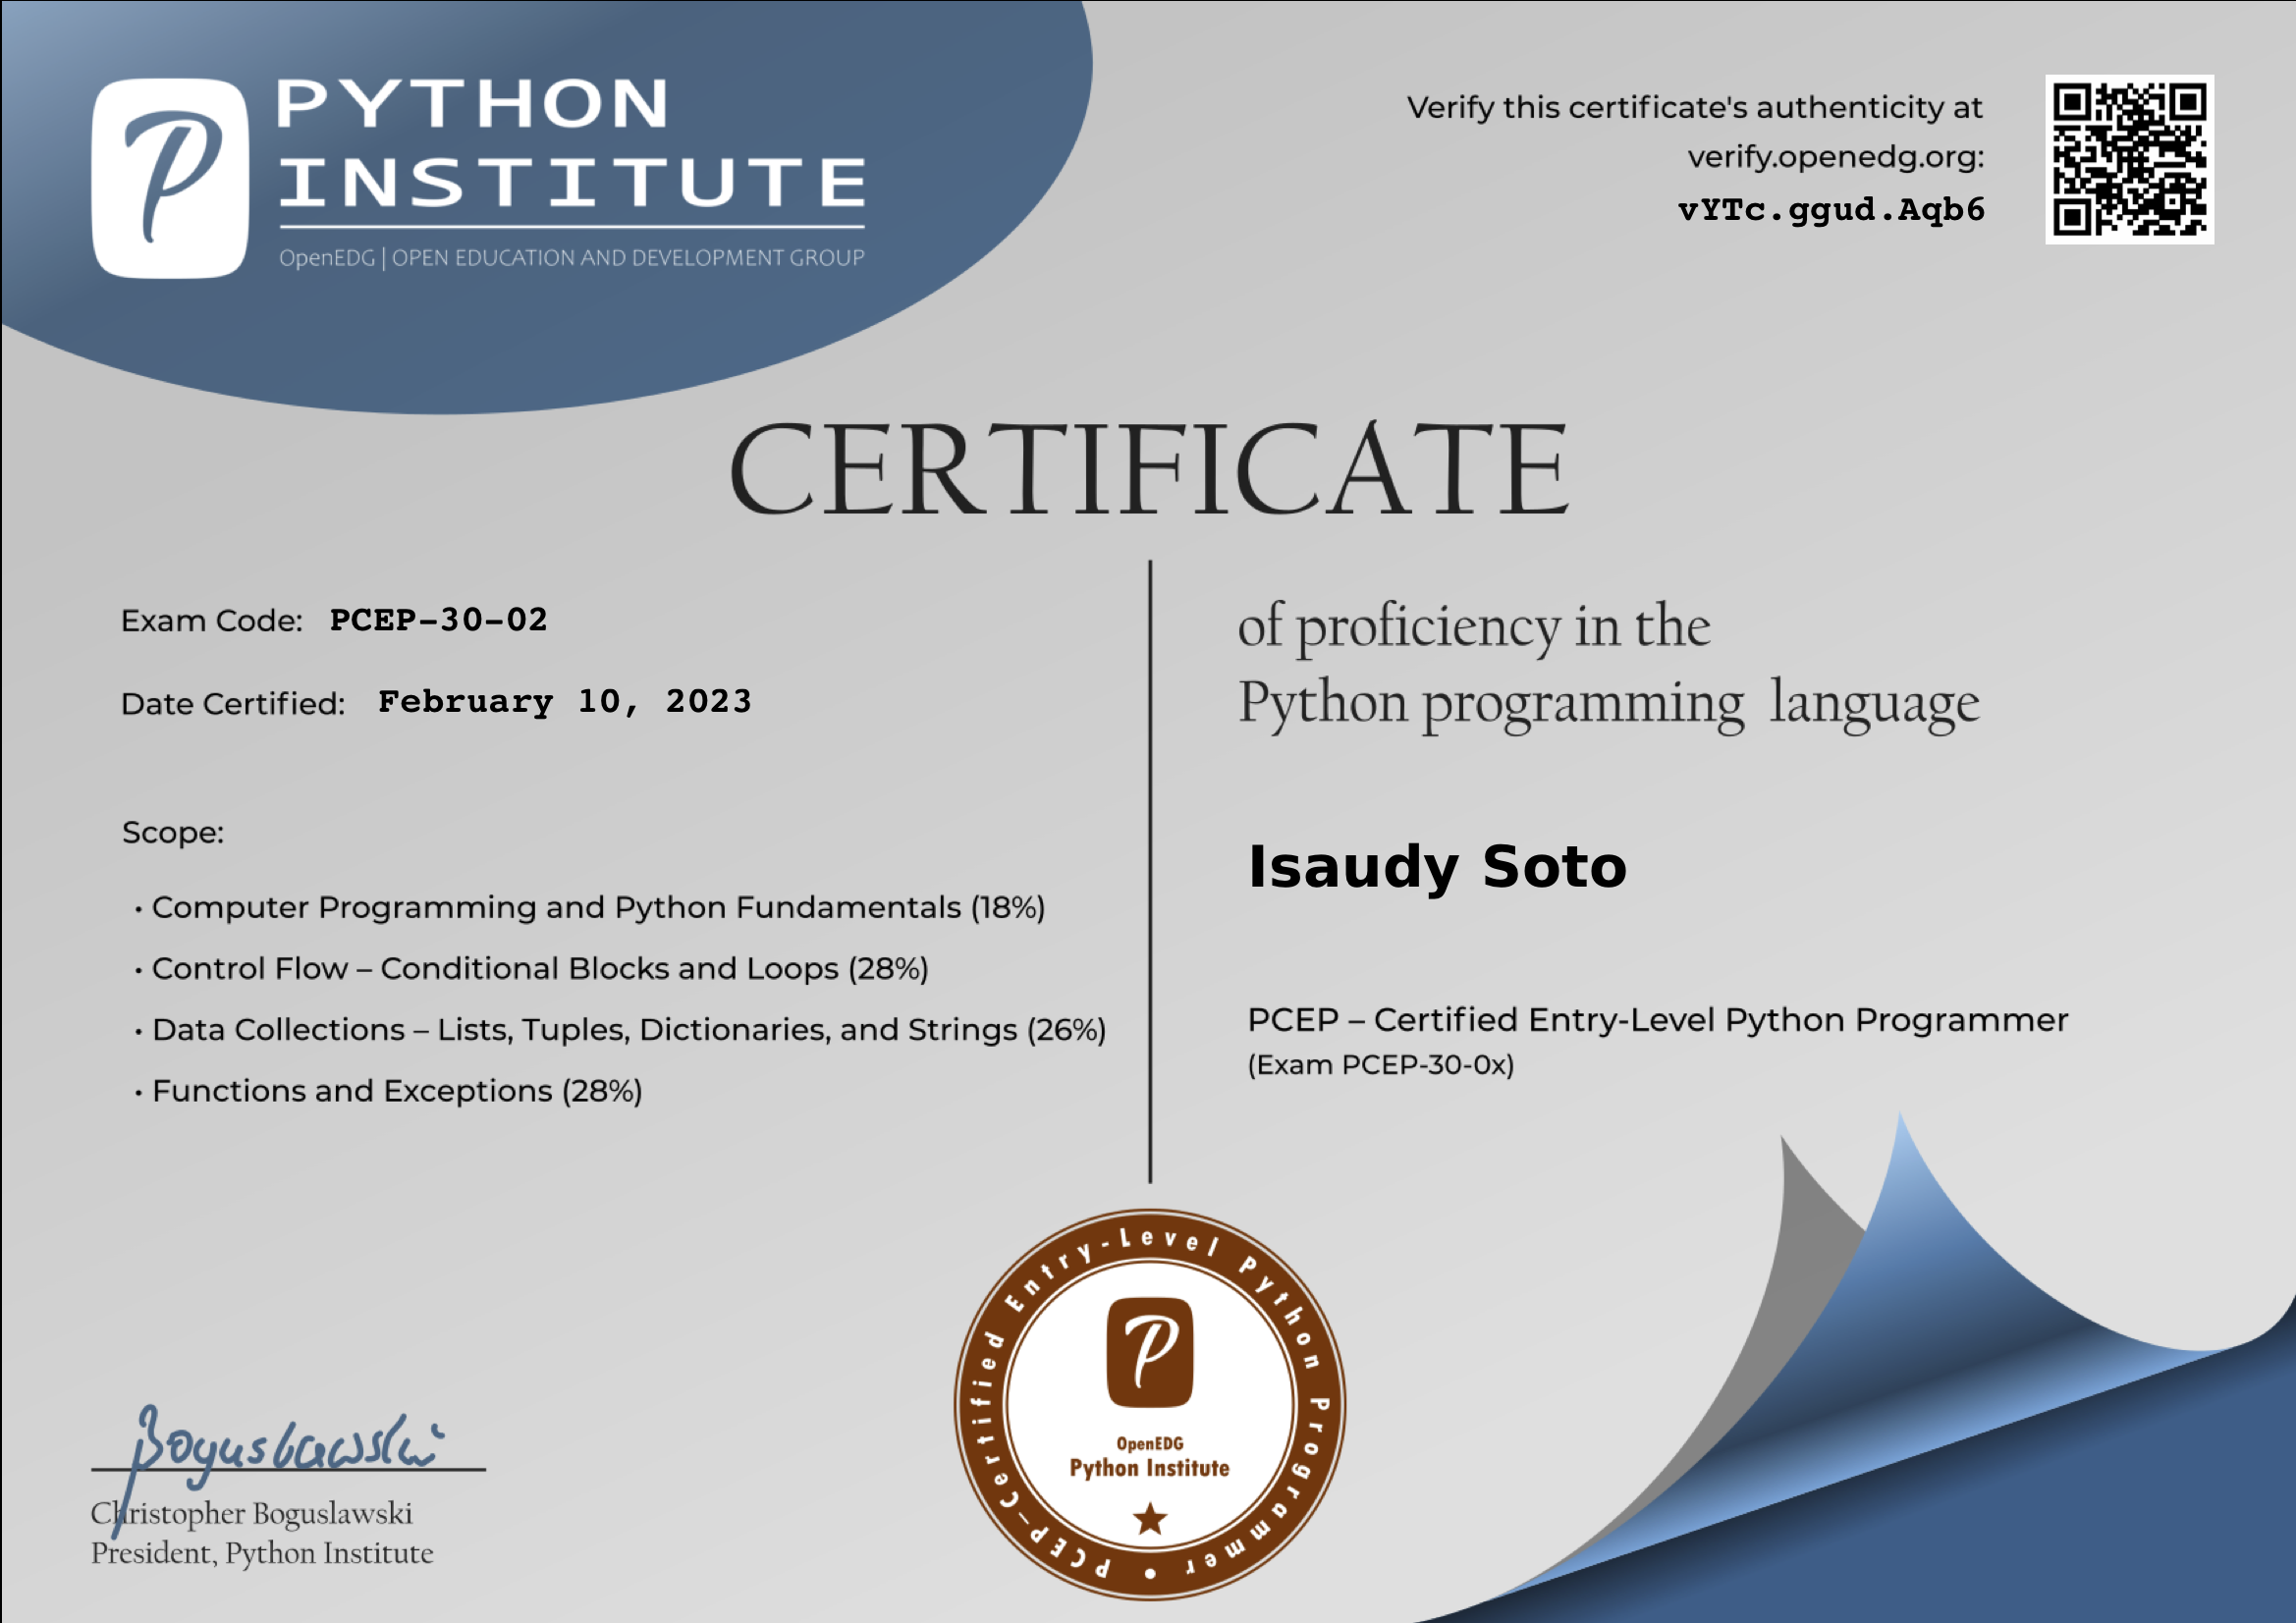 PYTHON
INSTITUTE
OpenEDG | OPEN EDUCATION AND DEVELOPMENT GROUP
Verify this certificate's authenticity at
verify.openedg.org:
vYTc.ggud.Aqb6
CERTIFICATE
Exam Code: PCEP-30-02
Date Certified: February 10, 2023
Scope:
• Computer Programming and Python Fundamentals (18%)
• Control Flow – Conditional Blocks and Loops (28%)
• Data Collections – Lists, Tuples, Dictionaries, and Strings (26%)
• Functions and Exceptions (28%)
of proficiency in the
Python programming language
Isaudy Soto
PCEP – Certified Entry-Level Python Programmer
(Exam PCEP-30-0x)
Boguslawski
Christopher Boguslawski
President, Python Institute
PCEP-Certified Entry-Level Python Programmer •
P
OpenEDG
Python Institute